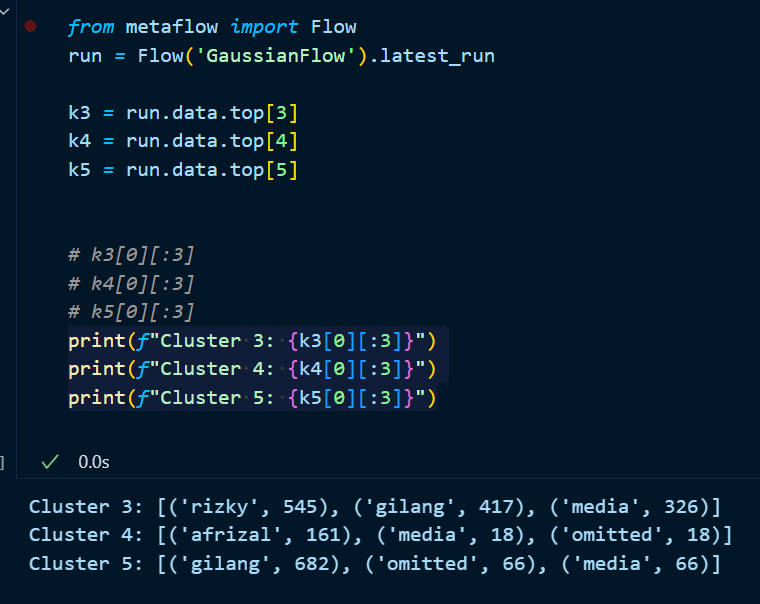 from metaflow import Flow
run = Flow('GaussianFlow').latest_run
k3 = run.data.top[3]
k4 = run.data.top[4]
k5 = run.data.top[5]
# k3[0][:3]
# k4[0][:3]
# k5[0][:3]
print(f"Cluster 3: {k3[0][:3]}")
print(f"Cluster 4: {k4[0][:3]}")
print(f"Cluster 5: {k5[0][:3]}")
] 0.0s
Cluster 3: [('rizky', 545), ('gilang', 417), ('media', 326)]
Cluster 4: [('afrizal', 161), ('media', 18), ('omitted', 18)]
Cluster 5: [('gilang', 682), ('omitted', 66), ('media', 66)]